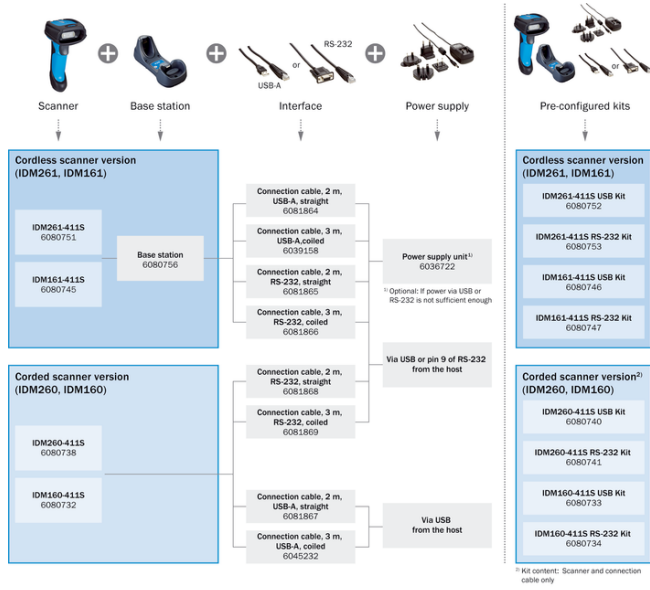 RS-232
or
USB-A
or
Scanner
Base station
Interface
Power supply
Pre-configured kits
Cordless scanner version
(IDM261, IDM161)
IDM261-411S
6080751
IDM161-411S
6080745
Base station
6080756
Connection cable, 2 m,
USB-A, straight
6081864
Connection cable, 3 m,
USB-A,coiled
6039158
Connection cable, 2 m,
RS-232, straight
6081865
Connection cable, 3 m,
RS-232, coiled
6081866
Power supply unit¹⁾
6036722
¹⁾ Optional: If power via USB or
RS-232 is not sufficient enough
Via USB or pin 9 of RS-232
from the host
Corded scanner version
(IDM260, IDM160)
IDM260-411S
6080738
IDM160-411S
6080732
Connection cable, 2 m,
RS-232, straight
6081868
Connection cable, 3 m,
RS-232, coiled
6081869
Connection cable, 2 m,
USB-A, straight
6081867
Connection cable, 3 m,
USB-A, coiled
6045232
Via USB
from the host
Cordless scanner version
(IDM261, IDM161)
IDM261-411S USB Kit
6080752
IDM261-411S RS-232 Kit
6080753
IDM161-411S USB Kit
6080746
IDM161-411S RS-232 Kit
6080747
Corded scanner version²⁾
(IDM260, IDM160)
IDM260-411S USB Kit
6080740
IDM260-411S RS-232 Kit
6080741
IDM160-411S USB Kit
6080733
IDM160-411S RS-232 Kit
6080734
²⁾ Kit content: Scanner and connection
cable only